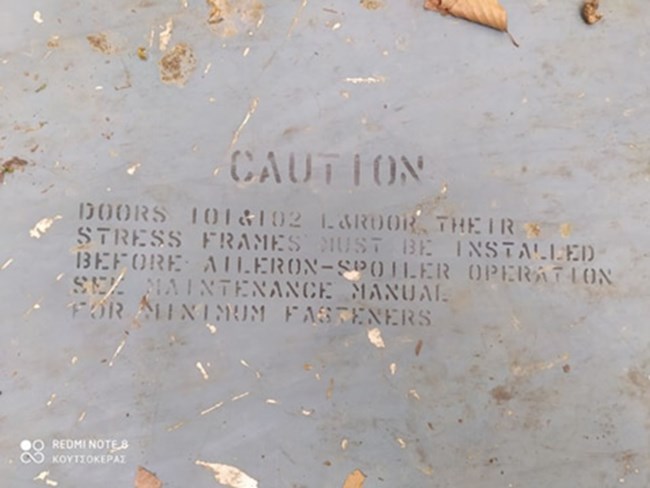 CAUTION
DOORS 101&102 L&ROOR THEIR
STRESS FRAMES MUST BE INSTALLED
BEFORE AILERON-SPOILER OPERATION
SEE MAINTENANCE MANUAL
FOR MINIMUM FASTENERS
REDMI NOTE 8
ΚΟΥΤΣΟΚΕΡΑΣ